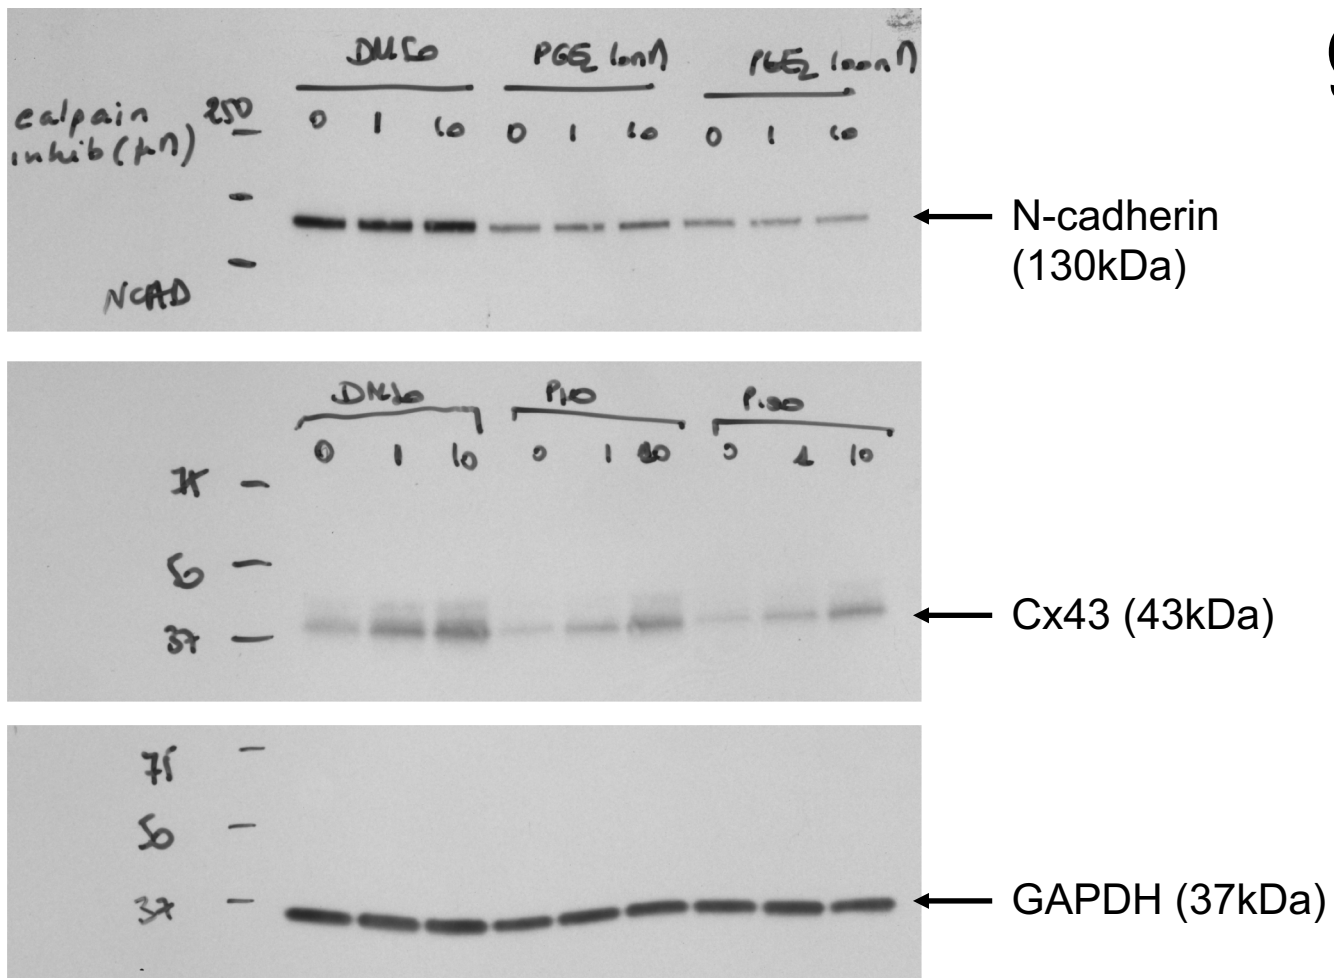 DMSO PGE2 10nM PGE2 100nM
calpain 250 0 1 10 0 1 10 0 1 10
inhib (µM)
N-cadherin
(130kDa)
NCAD
DMSO P10 P100
0 1 10 0 1 10 0 1 10
75
50
Cx43 (43kDa)
37
75
50
37
GAPDH (37kDa)